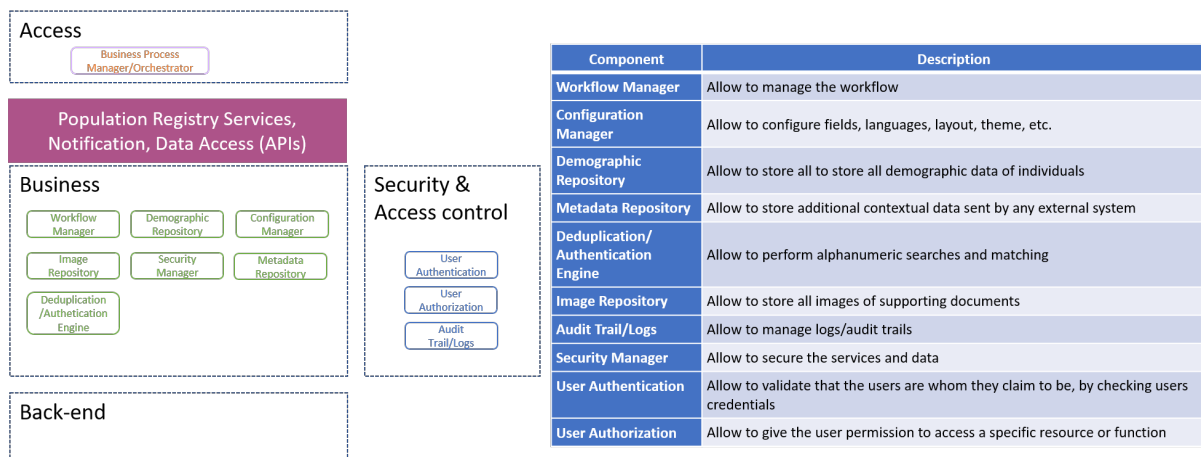 Access
Business Process
Manager/Orchestrator
Population Registry Services,
Notification, Data Access (APIs)
Business
Workflow
Manager
Demographic
Repository
Configuration
Manager
Image
Repository
Security
Manager
Metadata
Repository
Deduplication
/Authetication
Engine
Security &
Access control
User
Authentication
User
Authorization
Audit
Trail/Logs
Back-end
Component Description
Workflow Manager Allow to manage the workflow
Configuration
Manager
Allow to configure fields, languages, layout, theme, etc.
Demographic
Repository
Allow to store all to store all demographic data of individuals
Metadata Repository Allow to store additional contextual data sent by any external system
Deduplication/
Authentication
Engine
Allow to perform alphanumeric searches and matching
Image Repository Allow to store all images of supporting documents
Audit Trail/Logs Allow to manage logs/audit trails
Security Manager Allow to secure the services and data
User Authentication Allow to validate that the users are whom they claim to be, by checking users
credentials
User Authorization Allow to give the user permission to access a specific resource or function